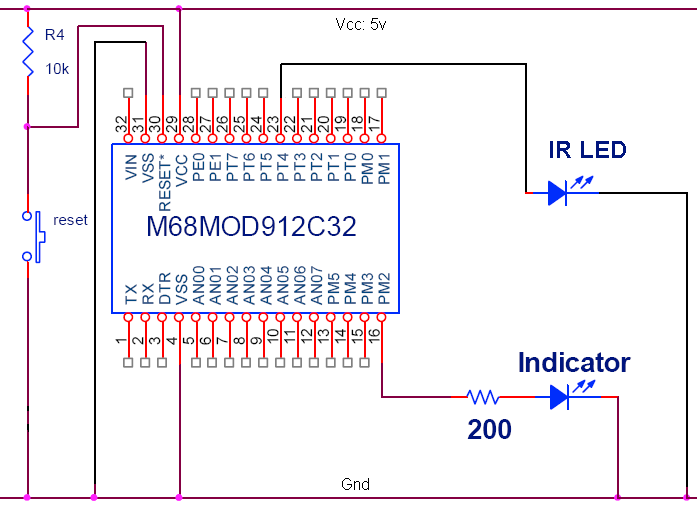 Vcc: 5v
R4
10k
32 31 30 29 28 27 26 25 24 23 22 21 20 19 18 17
VIN VSS RESET* VCC PE0 PE1 PT7 PT6 PT5 PT4 PT3 PT2 PT1 PT0 PM0 PM1
IR LED
reset
M68MOD912C32
TX RX DTR VSS AN00 AN01 AN02 AN03 AN04 AN05 AN06 AN07 PM5 PM4 PM3 PM2
1 2 3 4 5 6 7 8 9 10 11 12 13 14 15 16
Indicator
200
Gnd